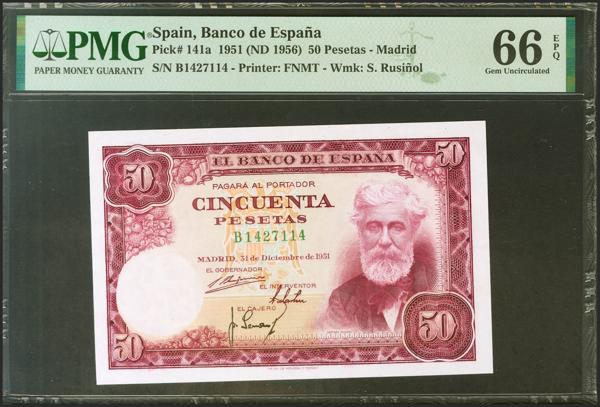 PMG
PAPER MONEY GUARANTY
Spain, Banco de España
Pick# 141a 1951 (ND 1956) 50 Pesetas - Madrid
S/N B1427114 - Printer: FNMT - Wmk: S. Rusiñol
66 EPQ
Gem Uncirculated
50
EL BANCO DE ESPAÑA
50
PAGARÁ AL PORTADOR
CINCUENTA
PESETAS
B1427114
MADRID, 31 de Diciembre de 1951
EL GOBERNADOR
EL INTERVENTOR
EL CAJERO
50
50